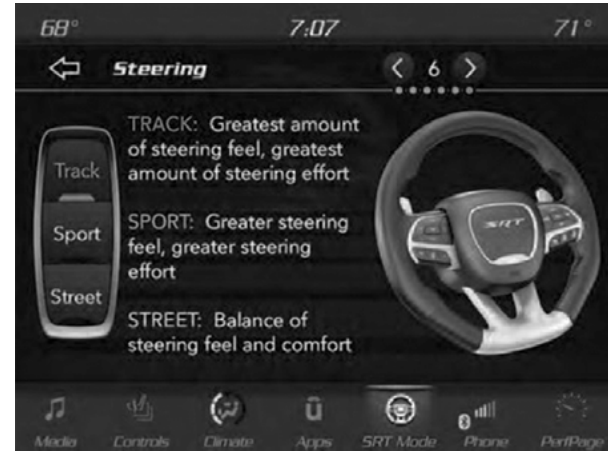 68° 7:07 71°
Steering 6
TRACK: Greatest amount
of steering feel, greatest
amount of steering effort
Track
SPORT: Greater steering
feel, greater steering
effort
Sport
Street
STREET: Balance of
steering feel and comfort
SRT
Media Controls Climate Apps SRT Mode Phone PerfPage